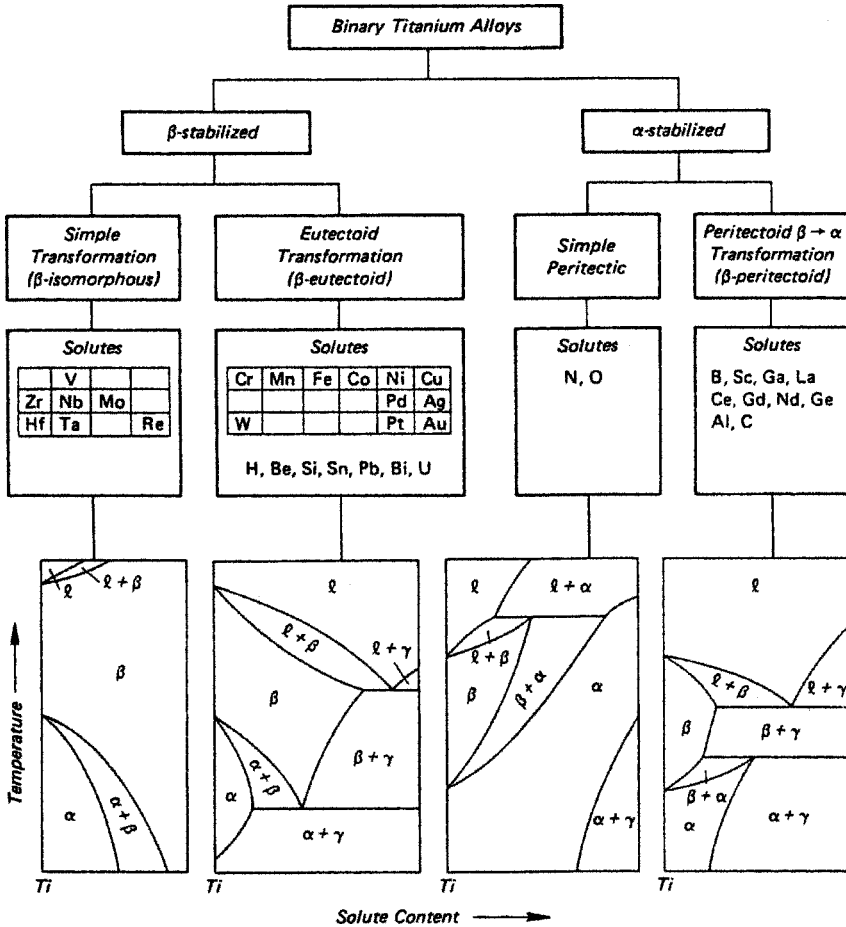 Binary Titanium Alloys
β-stabilized
α-stabilized
Simple
Transformation
(β-isomorphous)
Eutectoid
Transformation
(β-eutectoid)
Simple
Peritectic
Peritectoid β → α
Transformation
(β-peritectoid)
Solutes
V
Zr Nb Mo
Hf Ta Re
Solutes
Cr Mn Fe Co Ni Cu
Pd Ag
W Pt Au
H, Be, Si, Sn, Pb, Bi, U
Solutes
N, O
Solutes
B, Sc, Ga, La
Ce, Gd, Nd, Ge
Al, C
Temperature
ℓ
ℓ + β
β
α
α + β
Ti
ℓ
ℓ + β
ℓ + γ
β
α
α + β
β + γ
α + γ
Ti
ℓ
ℓ + α
ℓ + β
β
β + α
α
α + γ
Ti
ℓ
ℓ + β
ℓ + γ
β
β + γ
β + α
α
α + γ
Ti
Solute Content